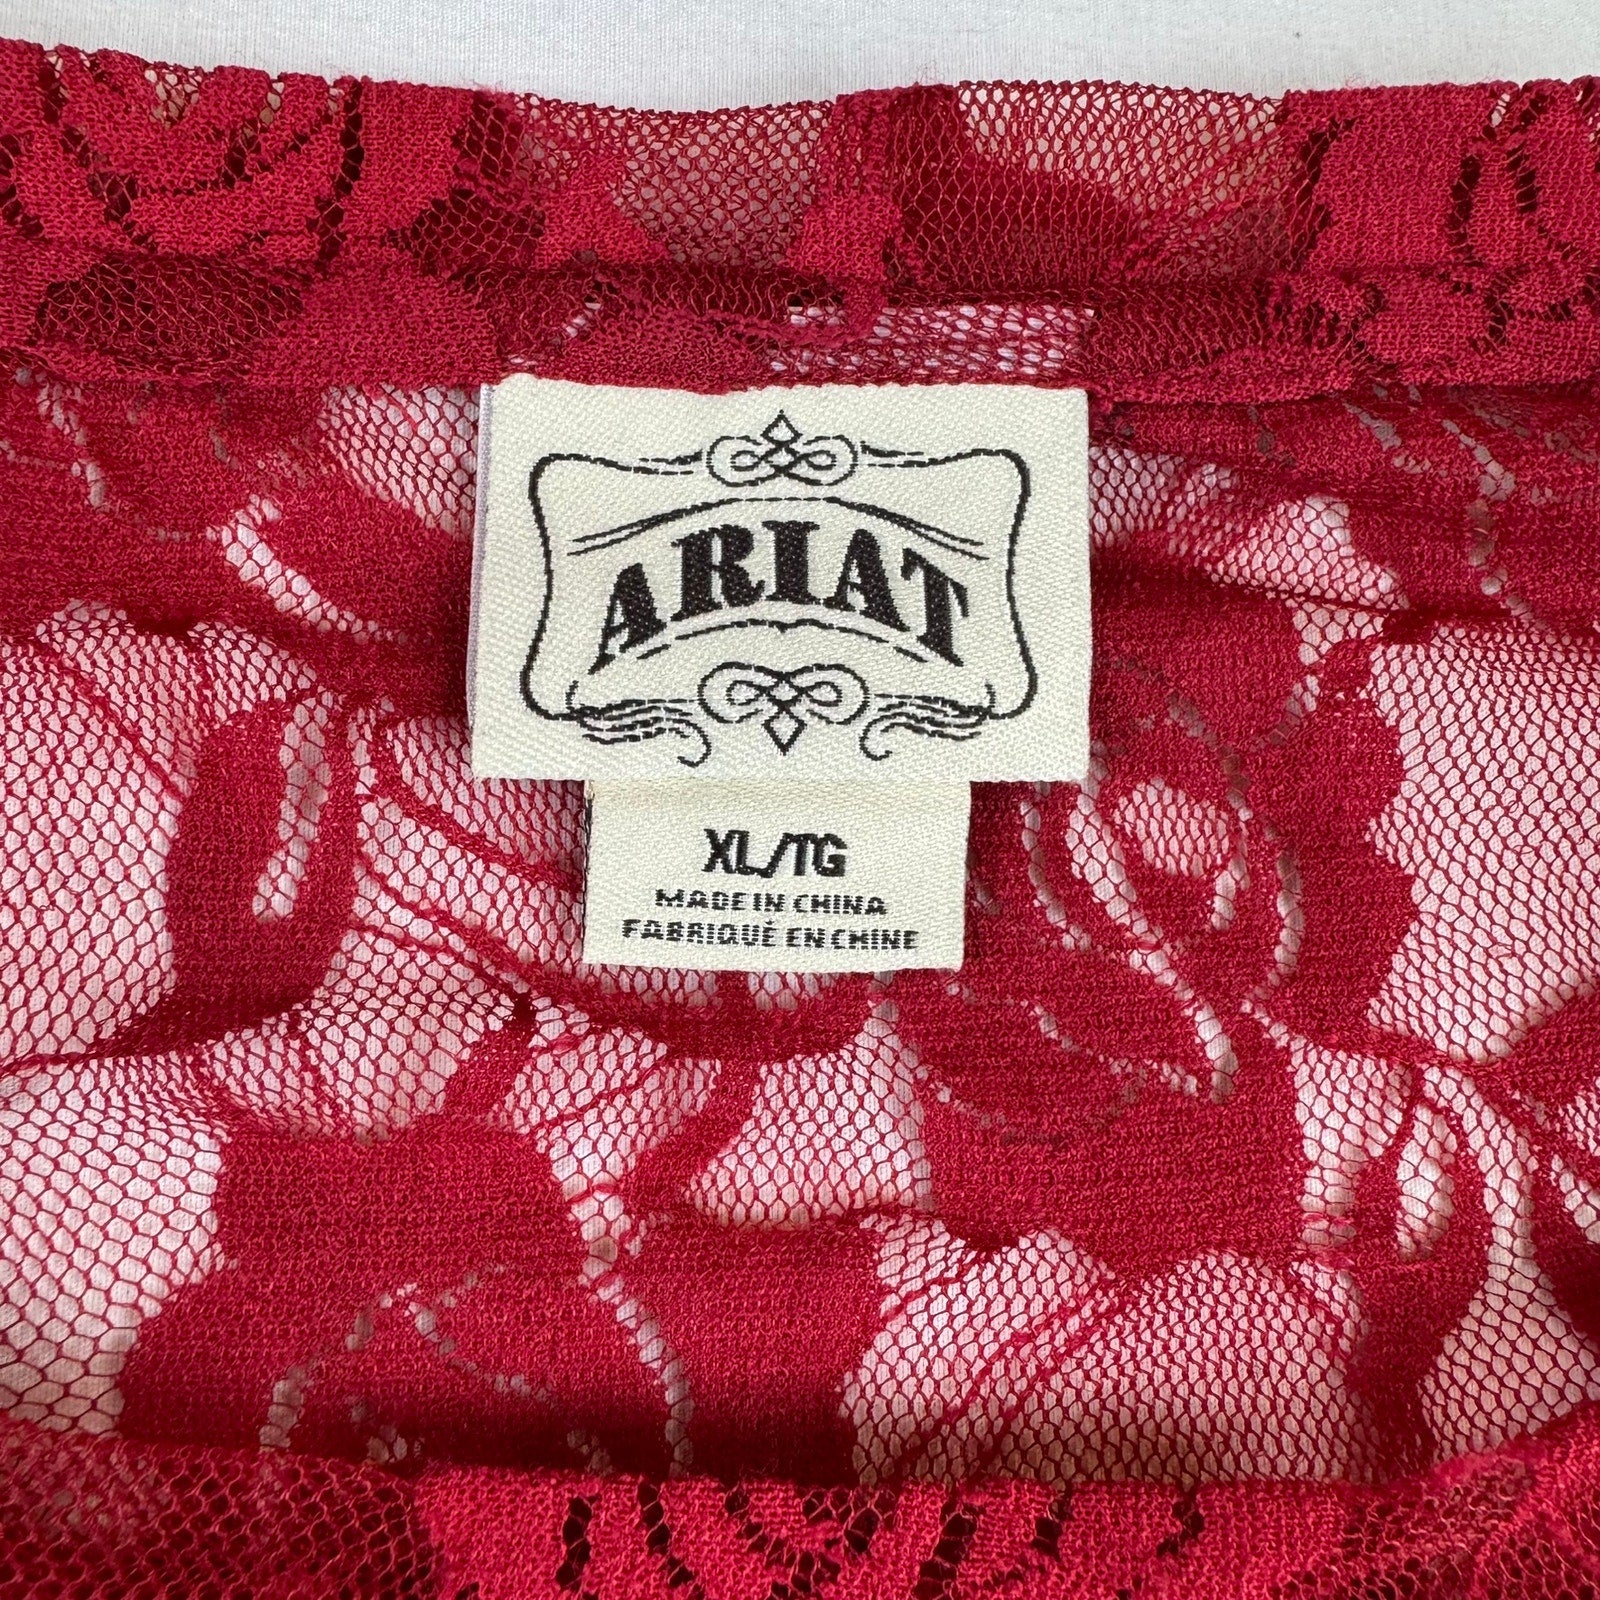 ARIAT
XL/TG
MADE IN CHINA
FABRIQUÉ EN CHINE